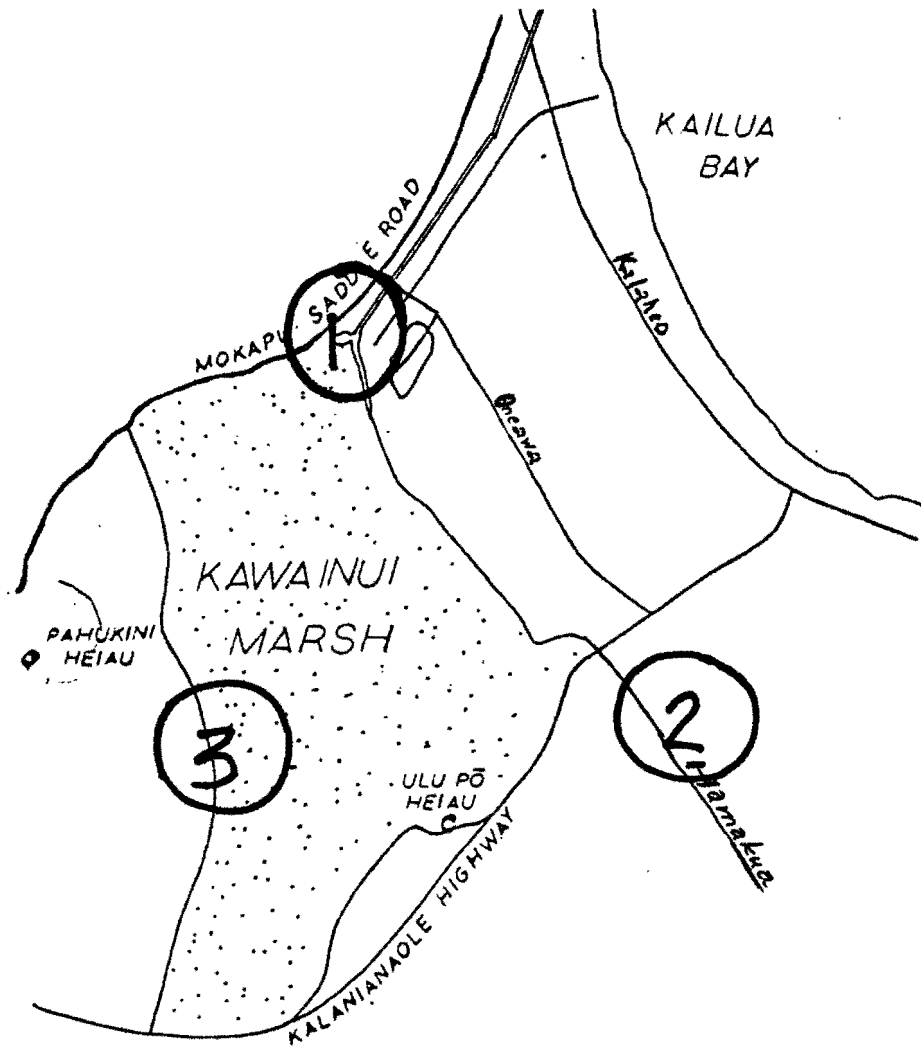 KAILUA
BAY
MOKAPU SADDLE ROAD
1
Kalaheo
Oneawa
KAWAINUI
MARSH
PAHUKINI
HEIAU
3
2
ULU PŌ
HEIAU
Hamakua
KALANIANAOLE HIGHWAY